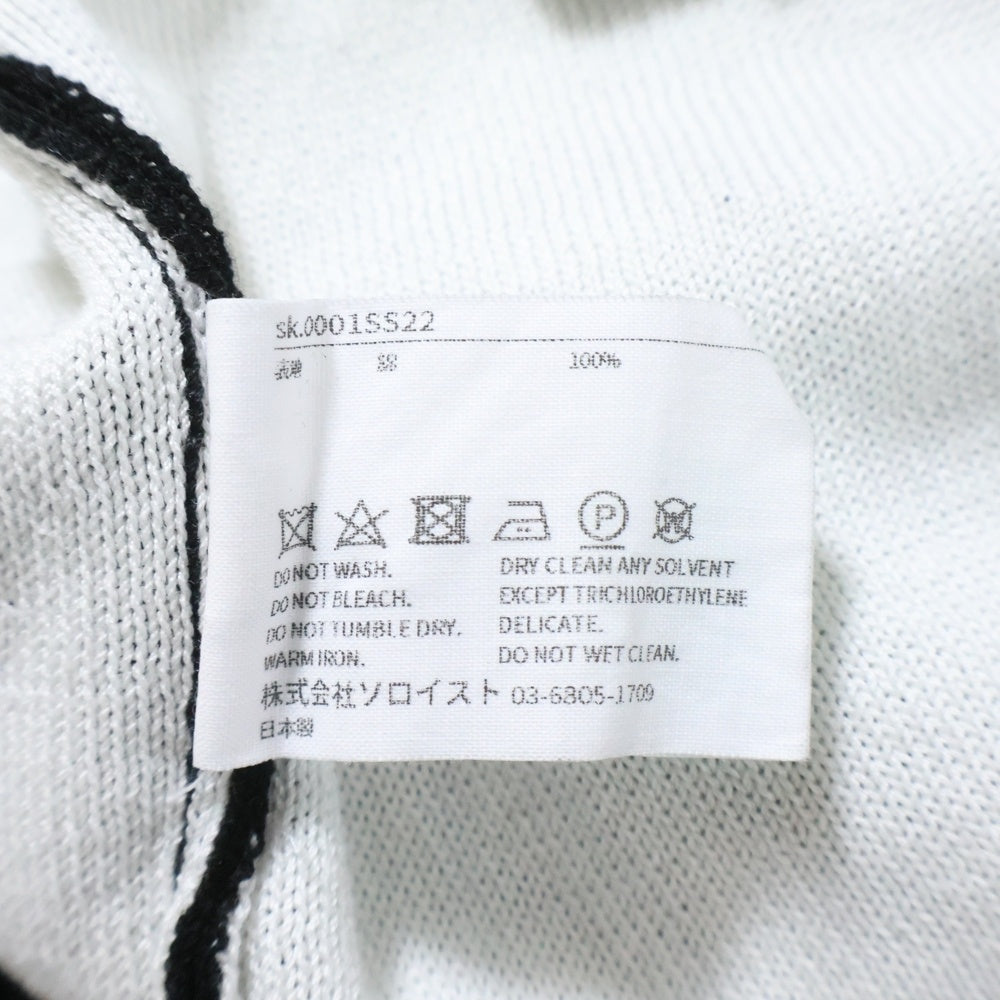 sk.0001SS22
表地 綿 100%
P W
DO NOT WASH.
DO NOT BLEACH.
DO NOT TUMBLE DRY.
WARM IRON.
DRY CLEAN ANY SOLVENT
EXCEPT TRICHLOROETHYLENE
DELICATE.
DO NOT WET CLEAN.
株式会社ソロイスト 03-6805-1709
日本製